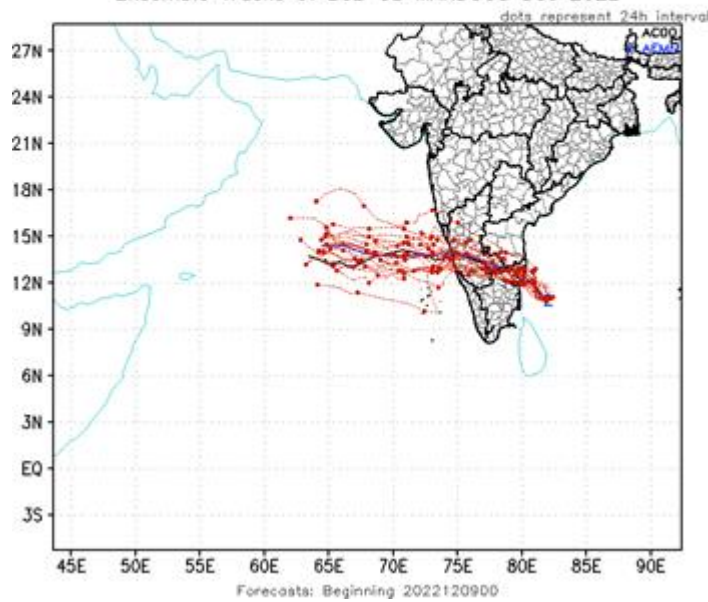 dots represent 24h interval
AC00
AEMN
27N
24N
21N
18N
15N
12N
9N
6N
3N
EQ
3S
45E 50E 55E 60E 65E 70E 75E 80E 85E 90E
Forecasts: Beginning 2022120900